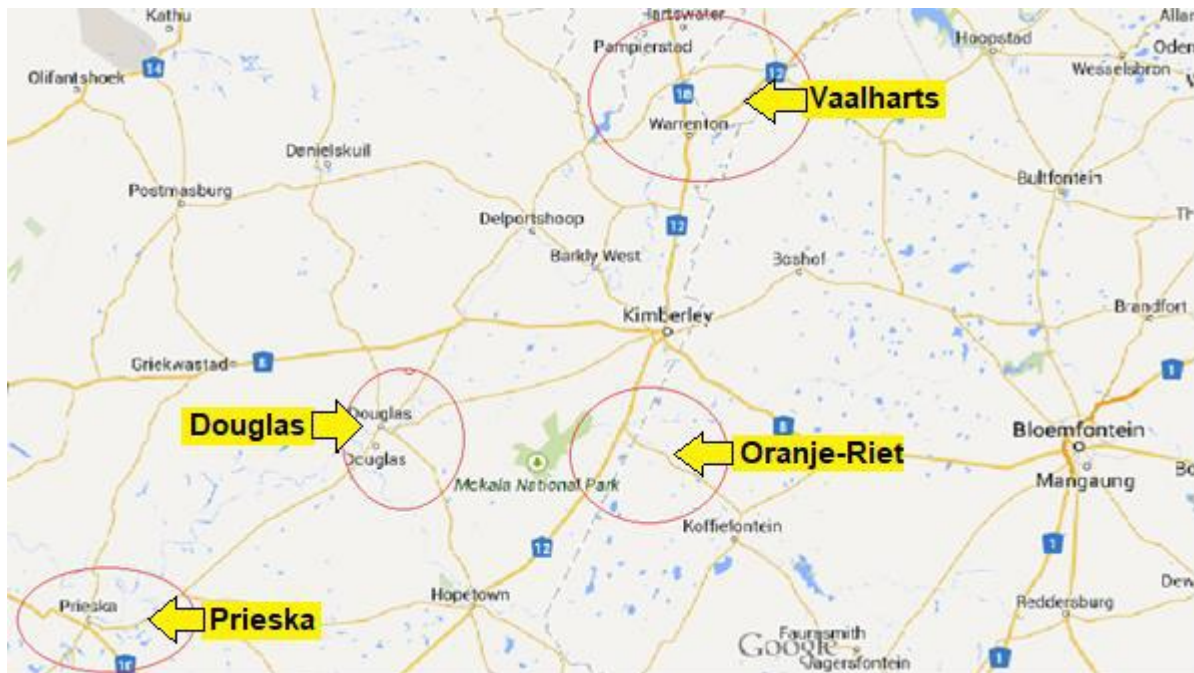 Kathu
Hartswater
Pampierstad
Hoopstad
Wesselsbron
Olifantshoek
14
12
18
Vaalharts
Warrenton
Danielskuil
Postmasburg
Bultfontein
Delportshoop
12
Barkly West
Boshof
Kimberley
Brandfort
Griekwastad
8
1
Douglas
Douglas
Douglas
8
Bloemfontein
Oranje-Riet
Mangaung
Mokala National Park
Koffiefontein
12
1
Hopetown
Prieska
Prieska
Reddersburg
Google
Fauresmith
Jagersfontein
1